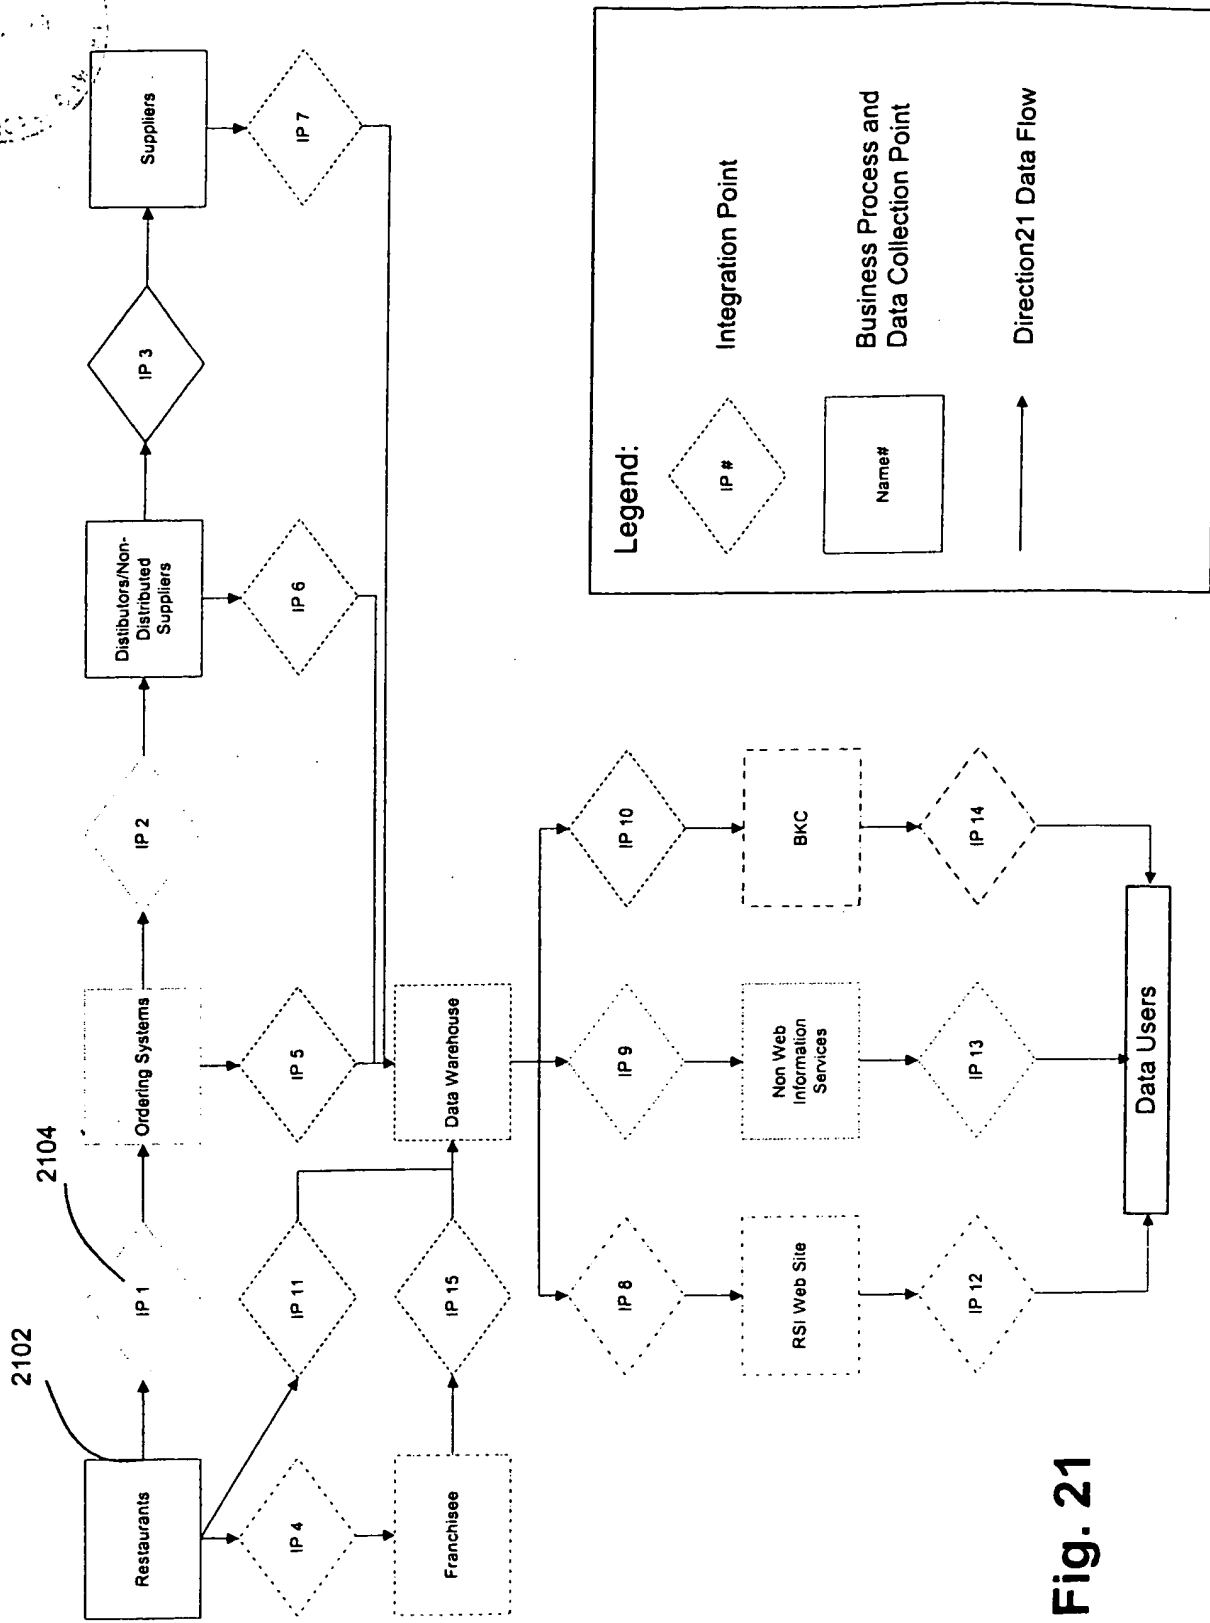 2102
2104
Restaurants
IP 1
Ordering Systems
IP 2
Distibutors/Non-
Distributed
Suppliers
IP 3
Suppliers
IP 4
IP 11
IP 5
IP 6
IP 7
Franchisee
IP 15
Data Warehouse
IP 8
IP 9
IP 10
RSI Web Site
Non Web
Information
Services
BKC
IP 12
IP 13
IP 14
Data Users
Legend:
IP #
Integration Point
Name#
Business Process and
Data Collection Point
Direction21 Data Flow
Fig. 21